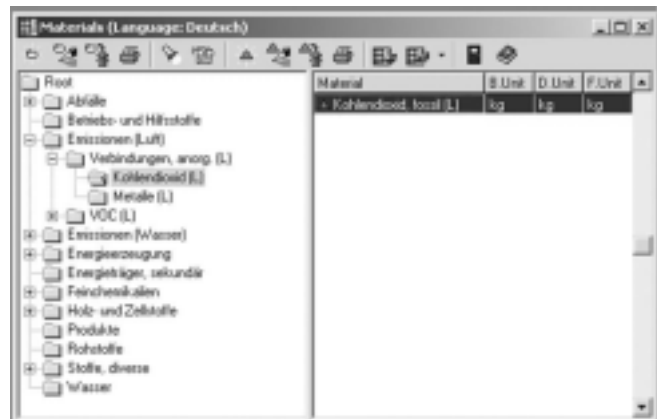 Materials (Language: Deutsch)
Root
Abfälle
Betriebs- und Hilfsstoffe
Emissionen (Luft)
Verbindungen, anorg. (L)
Kohlendioxid (L)
Metalle (L)
VOC (L)
Emissionen (Wasser)
Energieerzeugung
Energieträger, sekundär
Feinchemikalien
Holz- und Zellstoffe
Produkte
Rohstoffe
Stoffe, diverse
Wasser
Material B.Unit D.Unit F.Unit
Kohlendioxid, fossil (L) kg kg kg